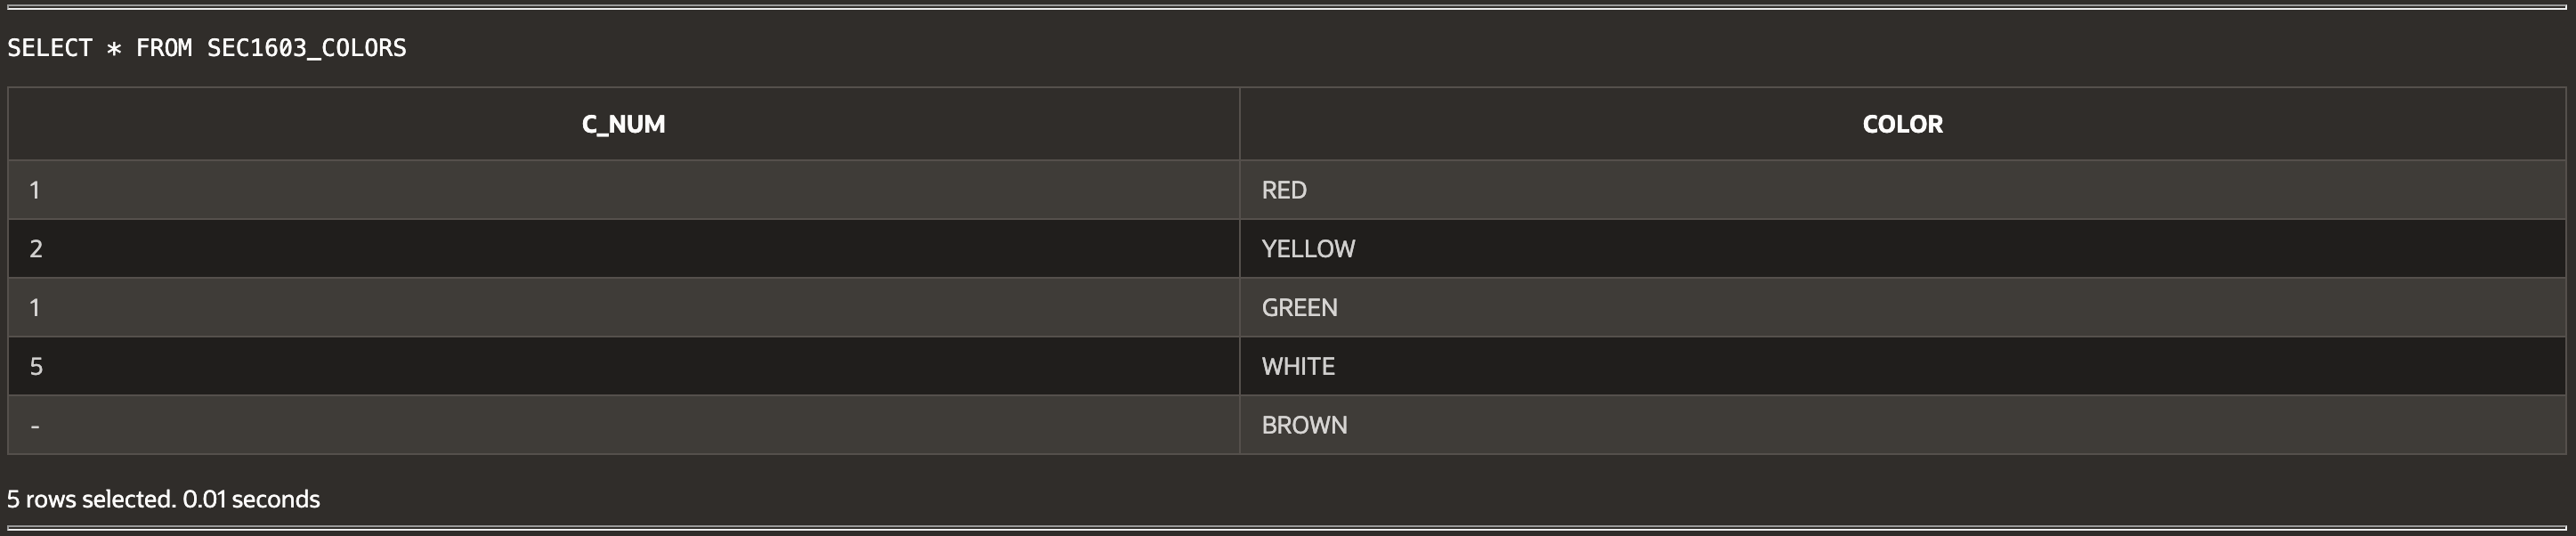 SELECT * FROM SEC1603_COLORS
C_NUM COLOR
1 RED
2 YELLOW
1 GREEN
5 WHITE
- BROWN
5 rows selected. 0.01 seconds